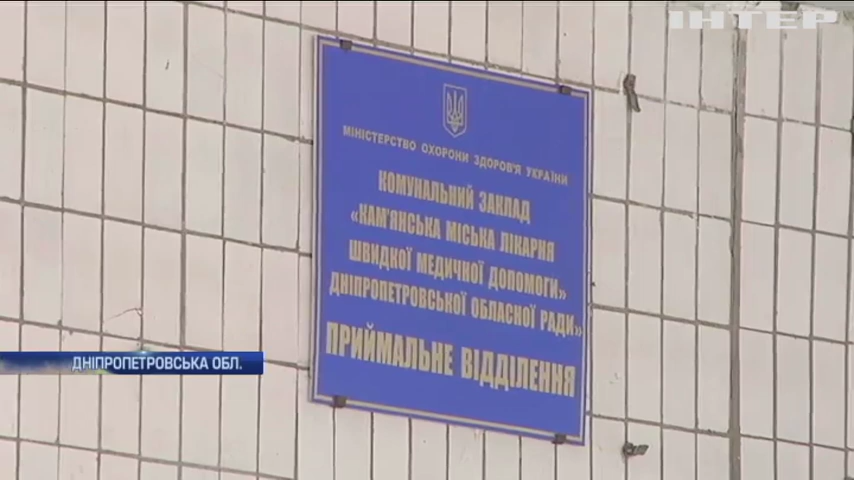 ІНТЕР
МІНІСТЕРСТВО ОХОРОНИ ЗДОРОВ'Я УКРАЇНИ
КОМУНАЛЬНИЙ ЗАКЛАД
«КАМ'ЯНСЬКА МІСЬКА ЛІКАРНЯ
ШВИДКОЇ МЕДИЧНОЇ ДОПОМОГИ»
ДНІПРОПЕТРОВСЬКОЇ ОБЛАСНОЇ РАДИ»
ПРИЙМАЛЬНЕ ВІДДІЛЕННЯ
ДНІПРОПЕТРОВСЬКА ОБЛ.